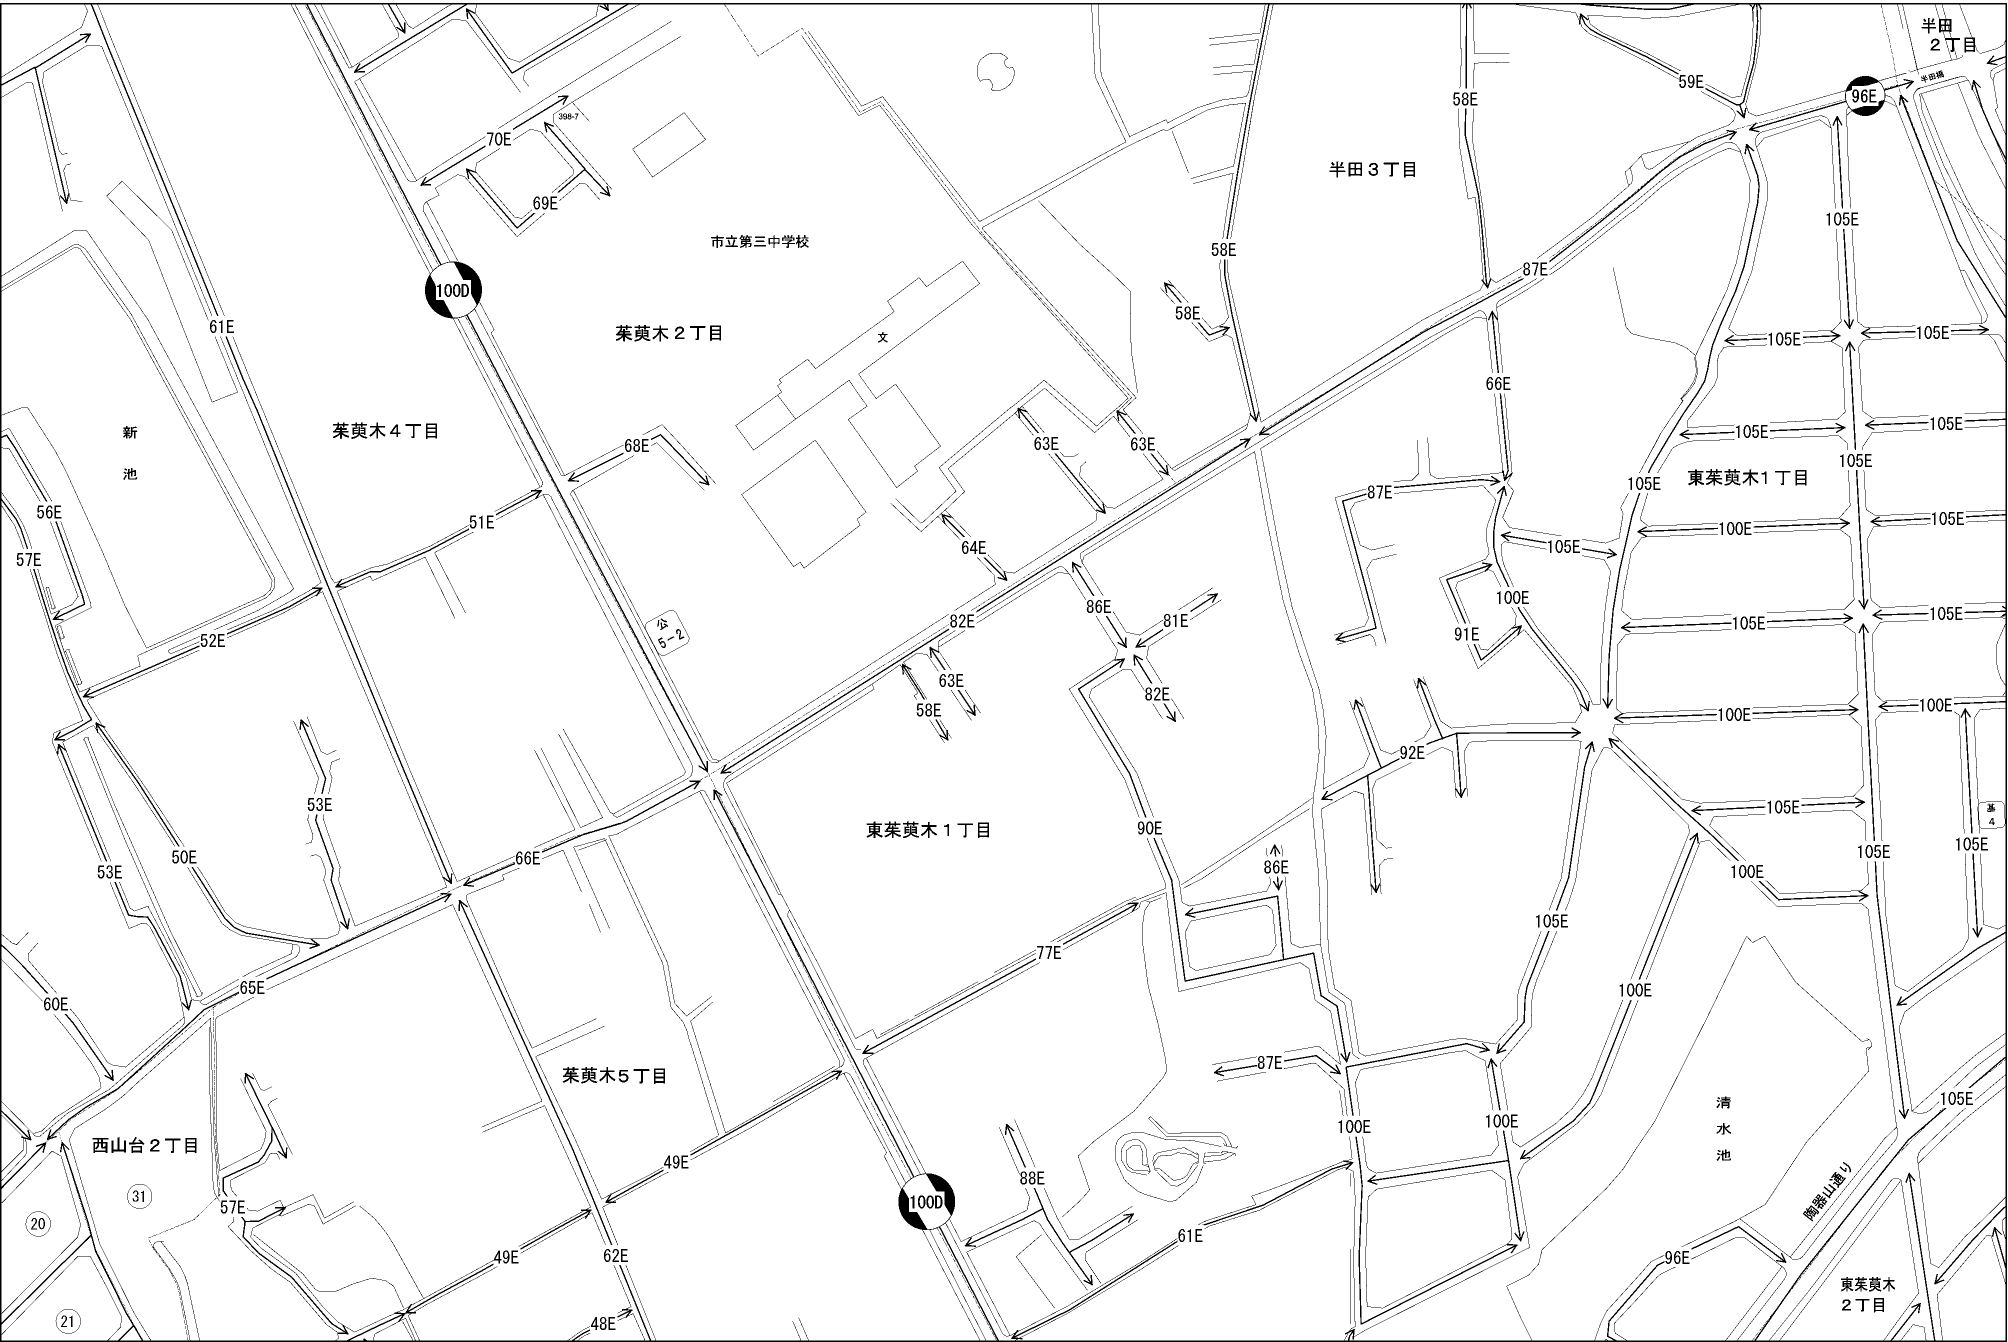 半田
２丁目
半田橋
96E
59E
58E
398-7
70E
半田３丁目
69E
105E
市立第三中学校
58E
87E
100D
58E
61E
茱萸木２丁目
文
105E
105E
66E
新
池
茱萸木４丁目
68E
63E
63E
105E
105E
105E
東茱萸木1丁目
105E
87E
56E
51E
100E
105E
64E
105E
57E
100E
86E
81E
82E
公
5-2
91E
105E
105E
52E
63E
82E
58E
100E
100E
92E
53E
105E
基
4
90E
東茱萸木１丁目
105E
105E
50E
66E
53E
86E
100E
105E
77E
65E
60E
100E
87E
茱萸木５丁目
105E
清
水
池
100E
100E
西山台２丁目
49E
88E
31
陶器山通り
57E
100D
20
61E
49E
62E
96E
東茱萸木
２丁目
21
48E